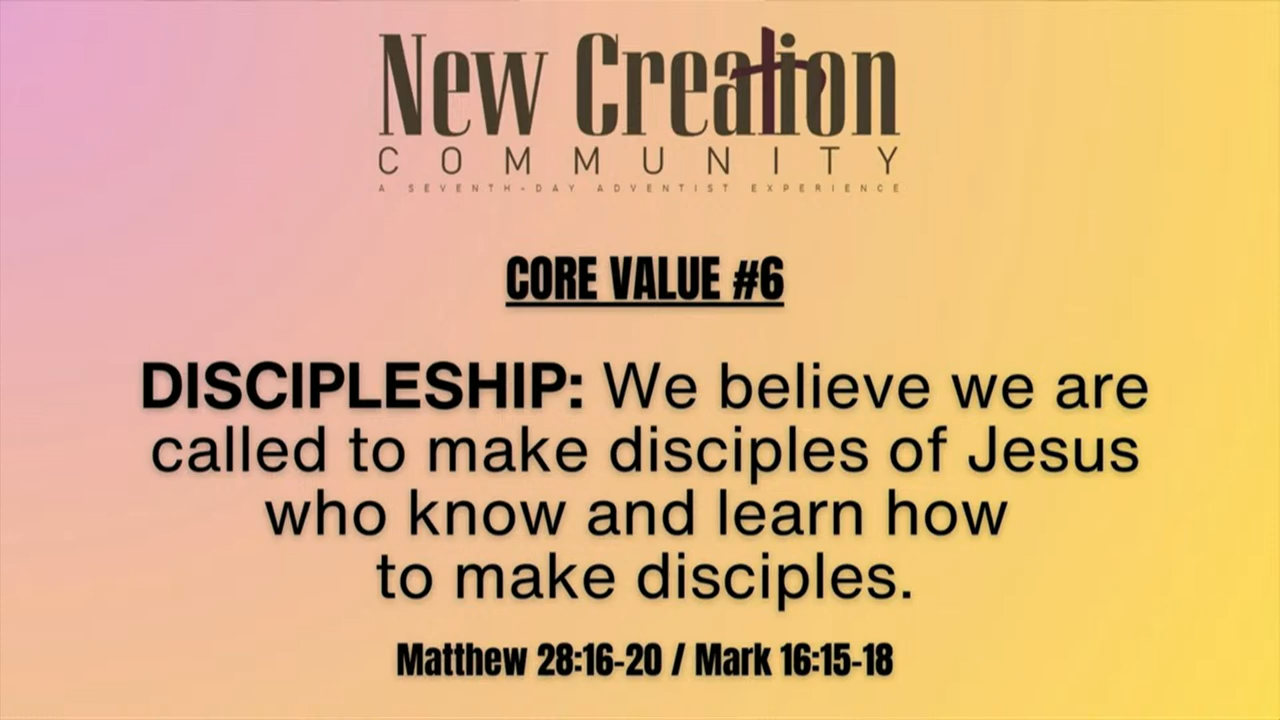 New Creation
COMMUNITY
A SEVENTH-DAY ADVENTIST EXPERIENCE
CORE VALUE #6
DISCIPLESHIP: We believe we are
called to make disciples of Jesus
who know and learn how
to make disciples.
Matthew 28:16-20 / Mark 16:15-18